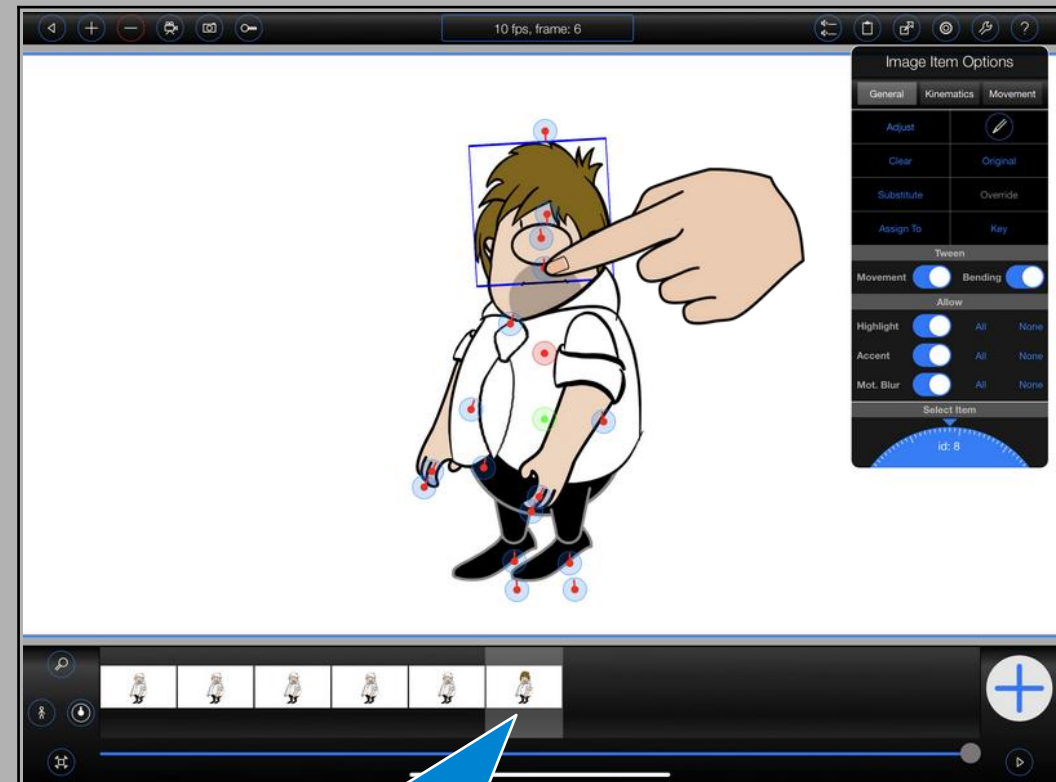 10 fps, frame: 6
?
Image Item Options
General Kinematics Movement
Adjust
Clear Original
Substitute Override
Assign To Key
Tween
Movement Bending
Allow
Highlight All None
Accent All None
Mot. Blur All None
Select Item
id: 8